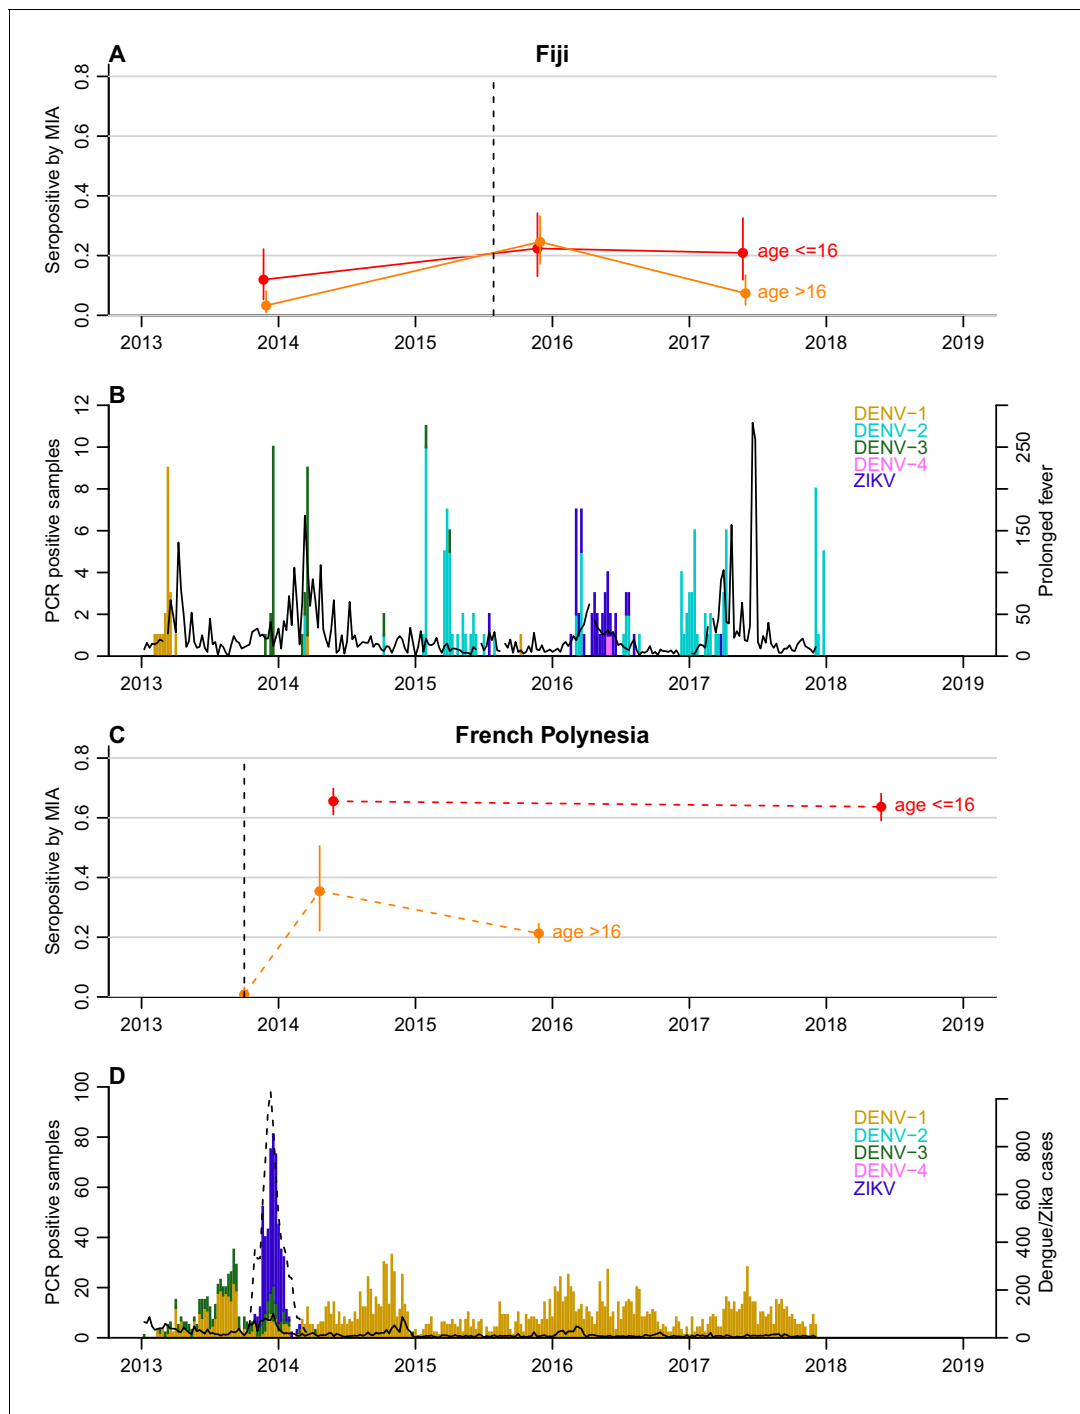 A
Fiji
Seropositive by MIA
0.0 0.2 0.4 0.6 0.8
age <=16
age >16
2013 2014 2015 2016 2017 2018 2019
B
PCR positive samples
0 2 4 6 8 10 12
DENV−1
DENV−2
DENV−3
DENV−4
ZIKV
0 50 150 250
Prolonged fever
2013 2014 2015 2016 2017 2018 2019
C
French Polynesia
Seropositive by MIA
0.0 0.2 0.4 0.6 0.8
age <=16
age >16
2013 2014 2015 2016 2017 2018 2019
D
PCR positive samples
0 20 40 60 80 100
DENV−1
DENV−2
DENV−3
DENV−4
ZIKV
0 200 400 600 800
Dengue/Zika cases
2013 2014 2015 2016 2017 2018 2019